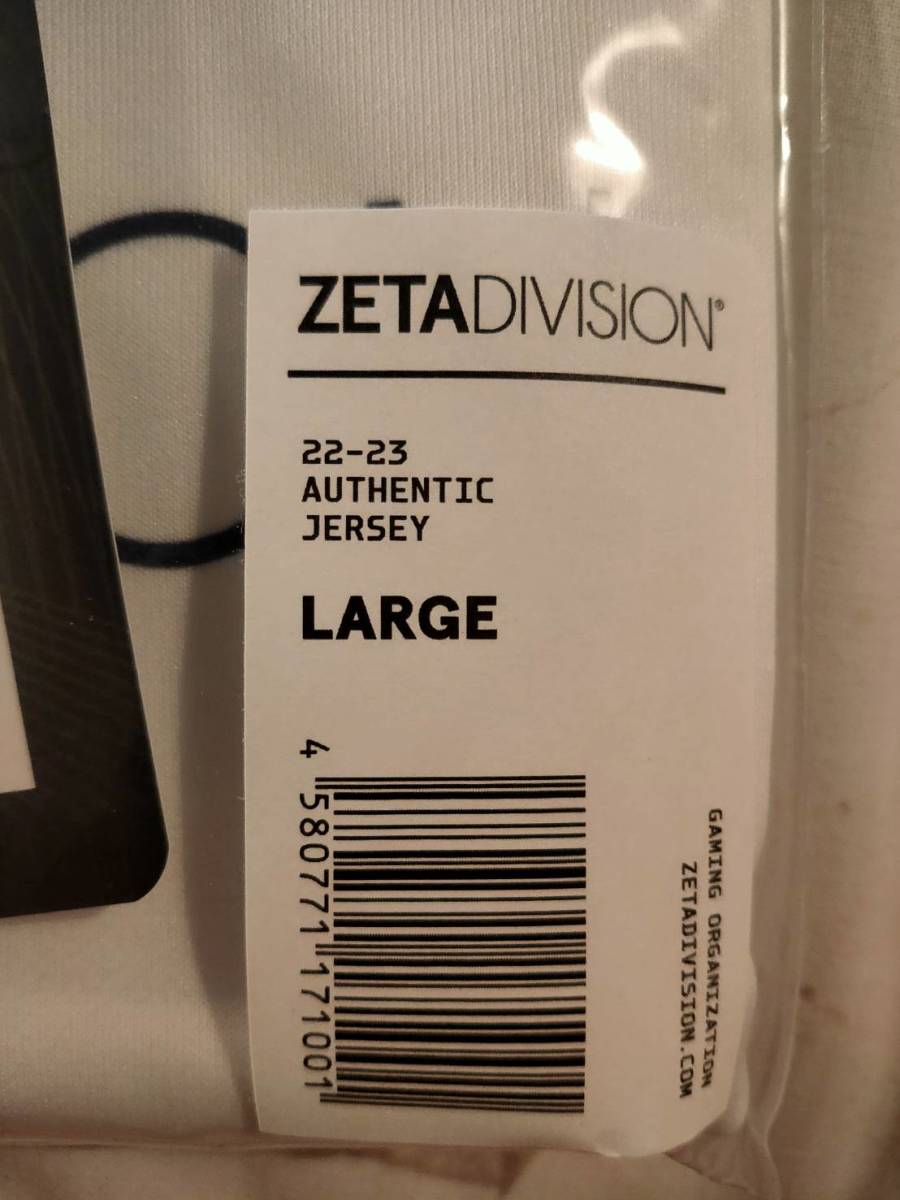 ZETADIVISION®
22-23
AUTHENTIC
JERSEY
LARGE
4 580771 171001
GAMING ORGANIZATION
ZETADIVISION.COM